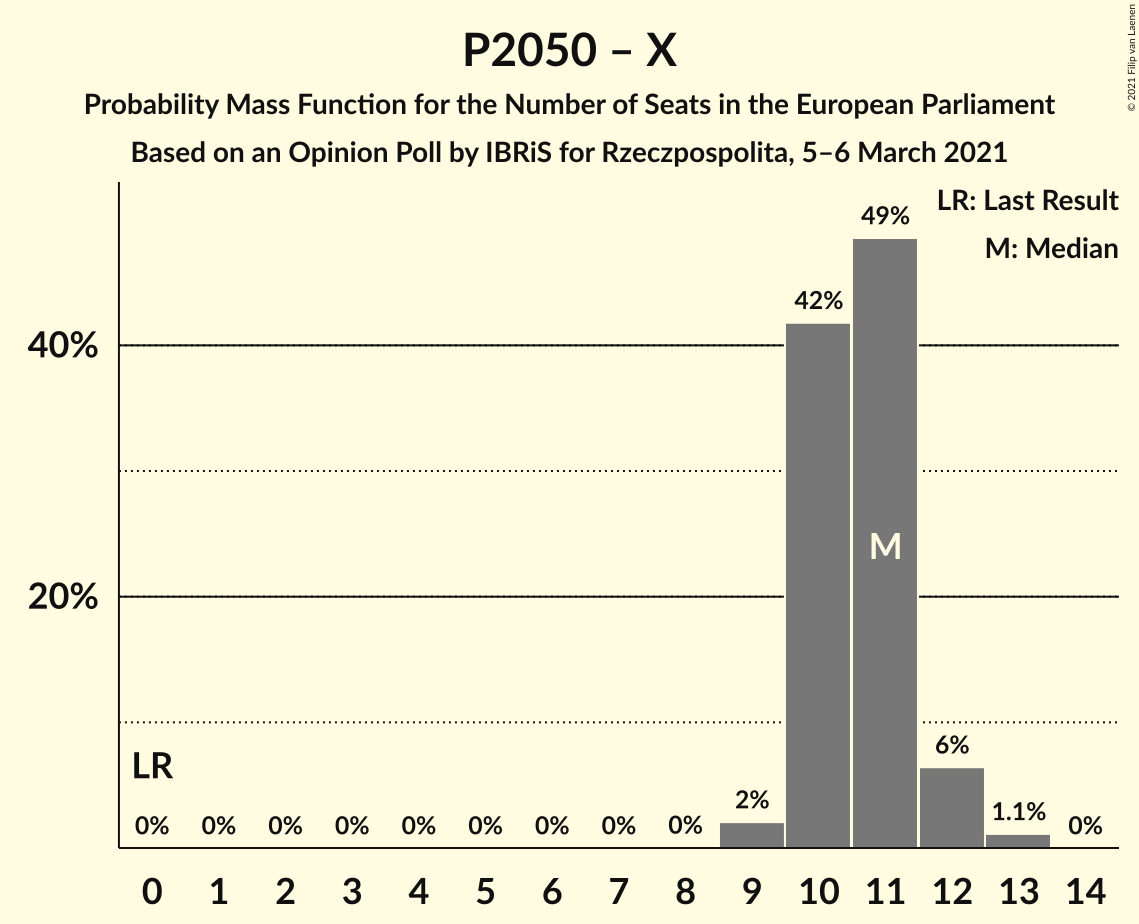 P2050 – X
Probability Mass Function for the Number of Seats in the European Parliament
Based on an Opinion Poll by IBRiS for Rzeczpospolita, 5–6 March 2021
© 2021 Filip van Laenen
LR: Last Result
M: Median
49%
42%
40%
M
20%
LR
6%
2%
1.1%
0% 0% 0% 0% 0% 0% 0% 0% 0% 0%
0 1 2 3 4 5 6 7 8 9 10 11 12 13 14